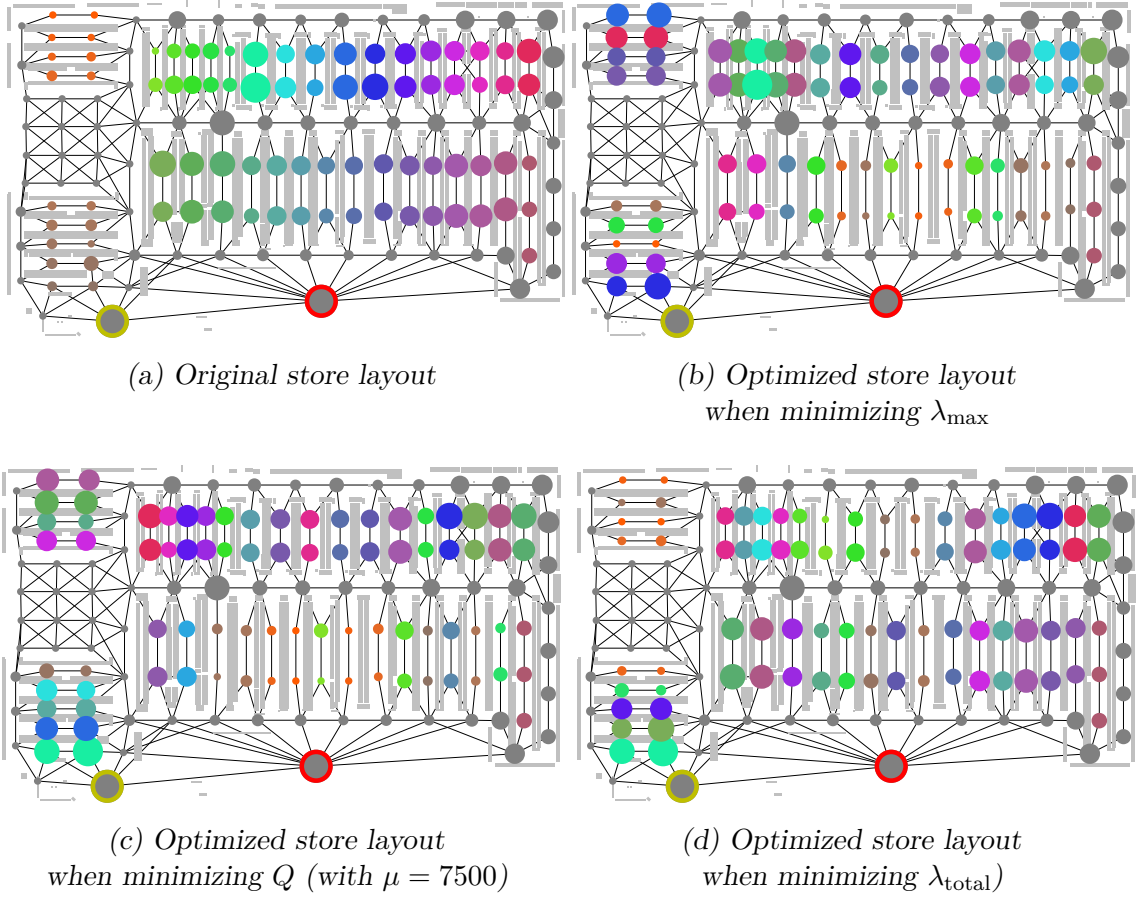 (a) Original store layout
(b) Optimized store layout
when minimizing λmax
(c) Optimized store layout
when minimizing Q (with μ = 7500)
(d) Optimized store layout
when minimizing λtotal)